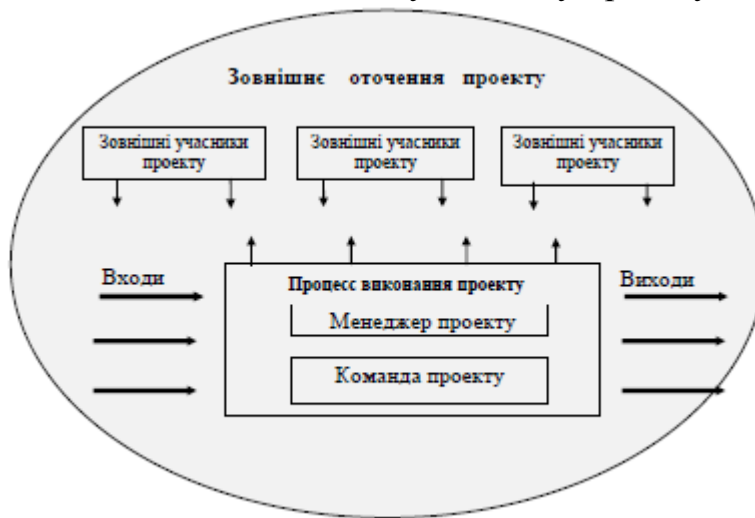 Зовнішнє оточення проекту
Зовнішні учасники
проекту
Зовнішні учасники
проекту
Зовнішні учасники
проекту
Входи
Процесс виконання проекту
Виходи
Менеджер проекту
Команда проекту